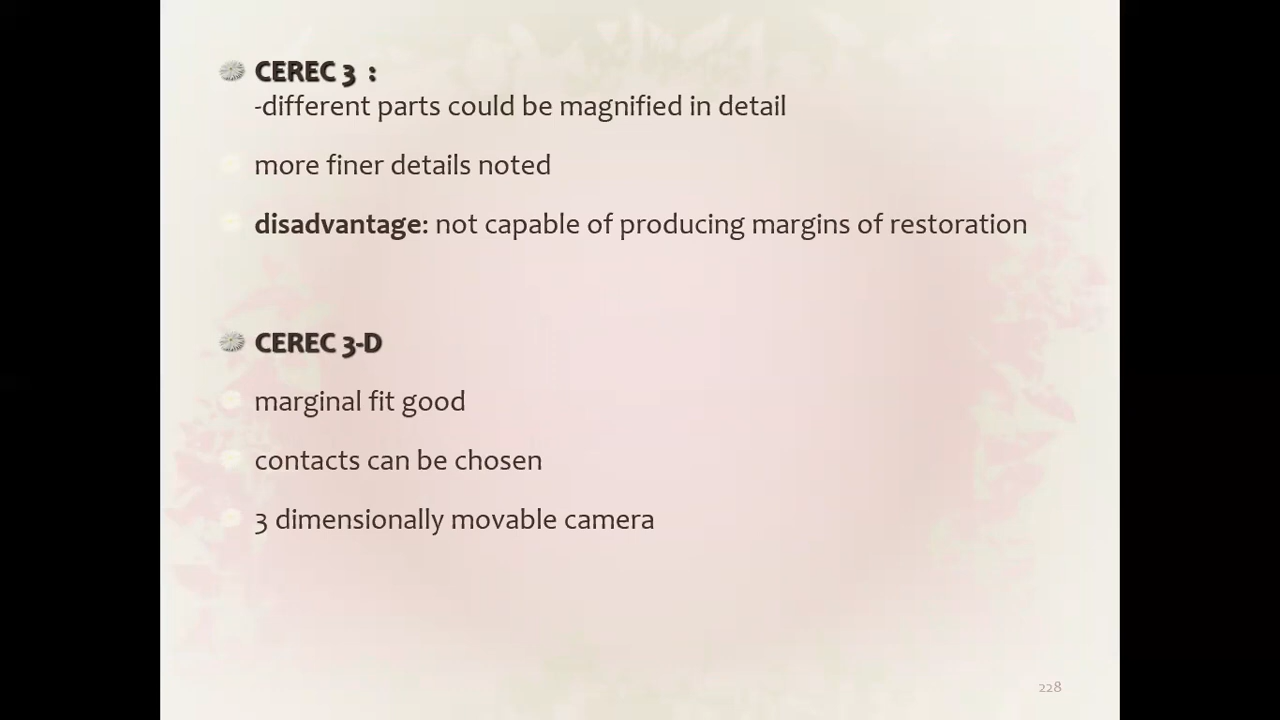 CEREC 3 :
-different parts could be magnified in detail
more finer details noted
disadvantage: not capable of producing margins of restoration
CEREC 3-D
marginal fit good
contacts can be chosen
3 dimensionally movable camera
228